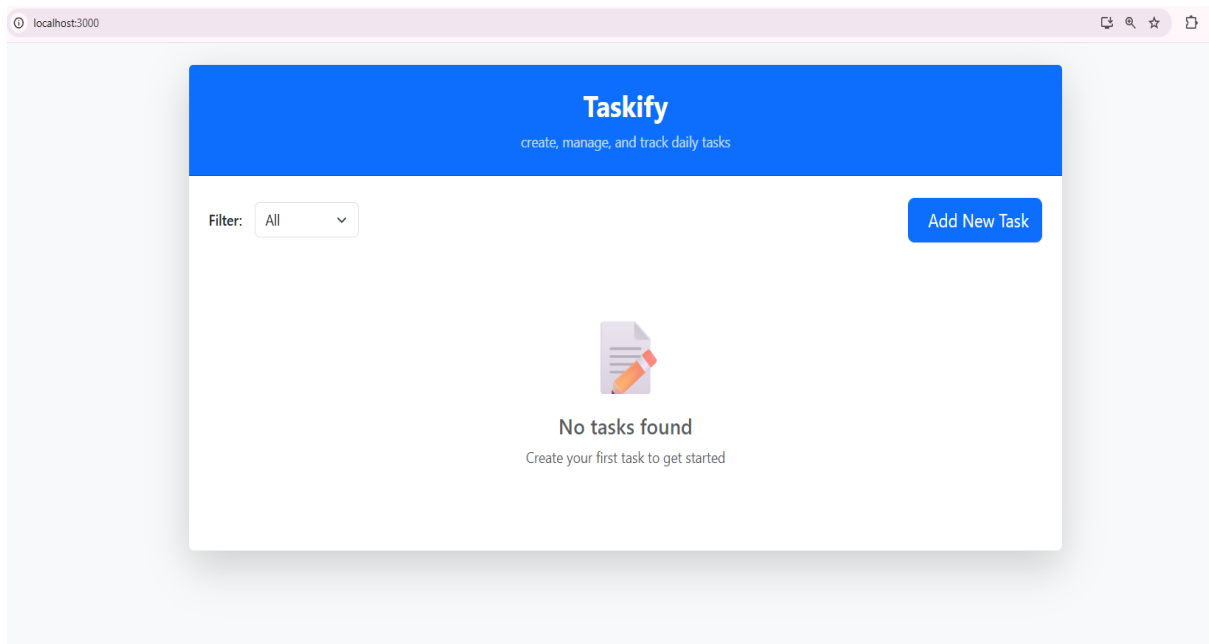 localhost:3000
Taskify
create, manage, and track daily tasks
Filter: All
Add New Task
No tasks found
Create your first task to get started